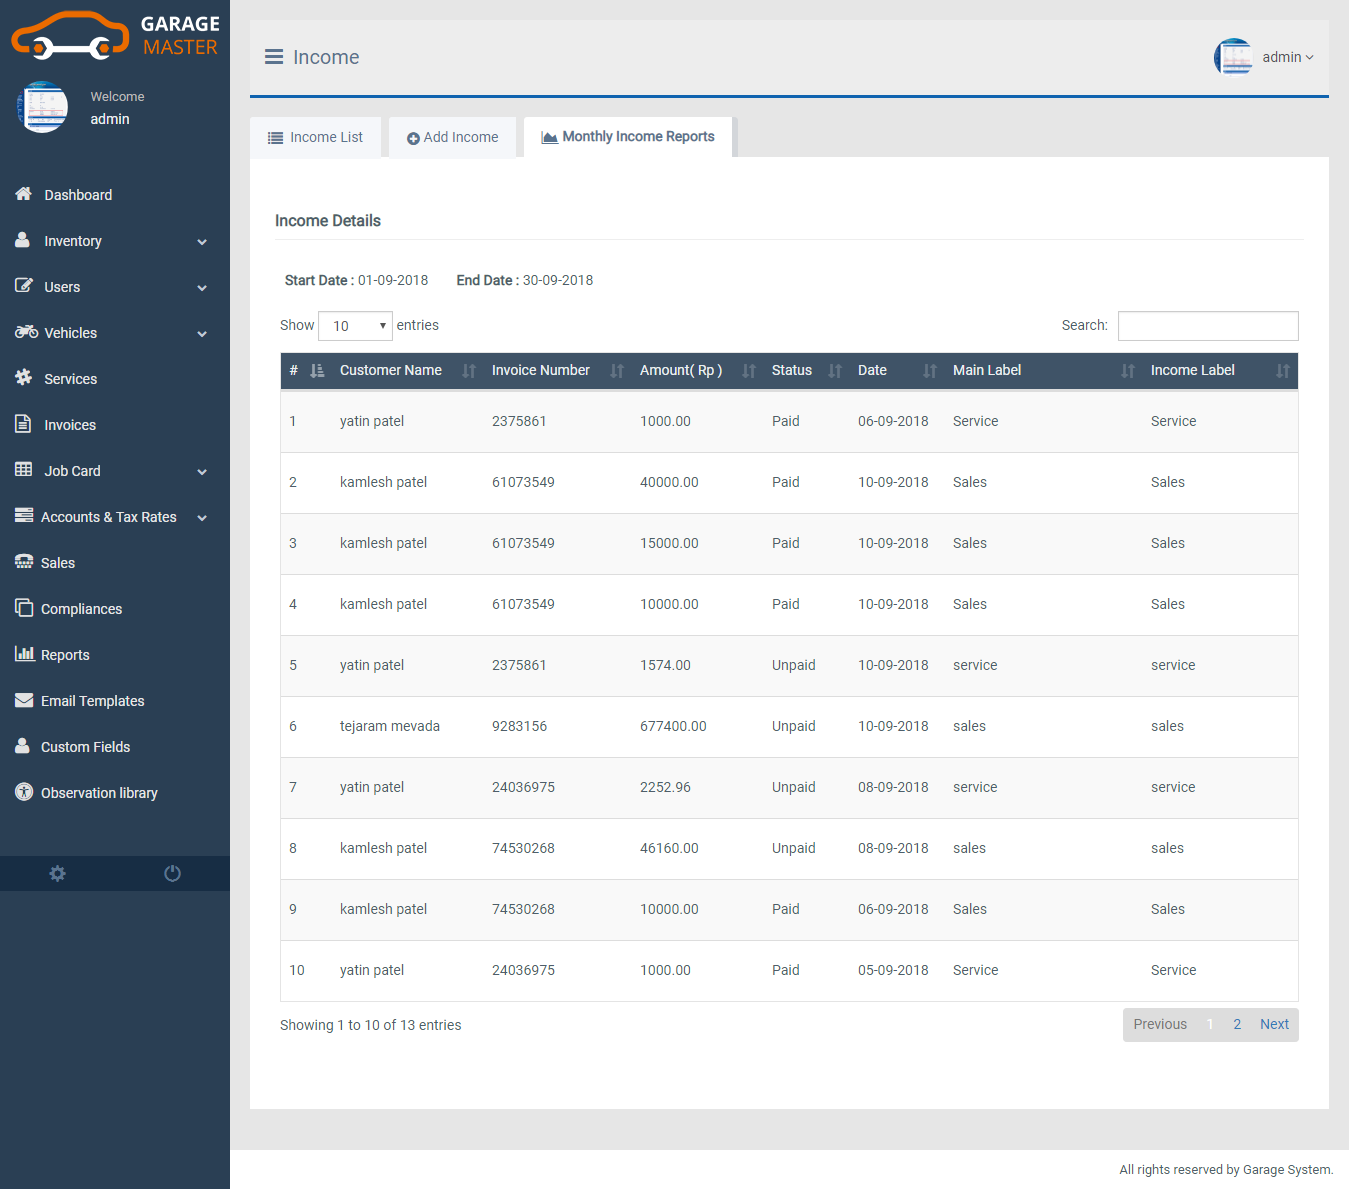 GARAGE
MASTER
Welcome
admin
Dashboard
Inventory
Users
Vehicles
Services
Invoices
Job Card
Accounts & Tax Rates
Sales
Compliances
Reports
Email Templates
Custom Fields
Observation library
Income
admin
Income List
Add Income
Monthly Income Reports
Income Details
Start Date : 01-09-2018 End Date : 30-09-2018
Show 10 entries Search:
# Customer Name Invoice Number Amount( Rp ) Status Date Main Label Income Label
1 yatin patel 2375861 1000.00 Paid 06-09-2018 Service Service
2 kamlesh patel 61073549 40000.00 Paid 10-09-2018 Sales Sales
3 kamlesh patel 61073549 15000.00 Paid 10-09-2018 Sales Sales
4 kamlesh patel 61073549 10000.00 Paid 10-09-2018 Sales Sales
5 yatin patel 2375861 1574.00 Unpaid 10-09-2018 service service
6 tejaram mevada 9283156 677400.00 Unpaid 10-09-2018 sales sales
7 yatin patel 24036975 2252.96 Unpaid 08-09-2018 service service
8 kamlesh patel 74530268 46160.00 Unpaid 08-09-2018 sales sales
9 kamlesh patel 74530268 10000.00 Paid 06-09-2018 Sales Sales
10 yatin patel 24036975 1000.00 Paid 05-09-2018 Service Service
Showing 1 to 10 of 13 entries
Previous 1 2 Next
All rights reserved by Garage System.